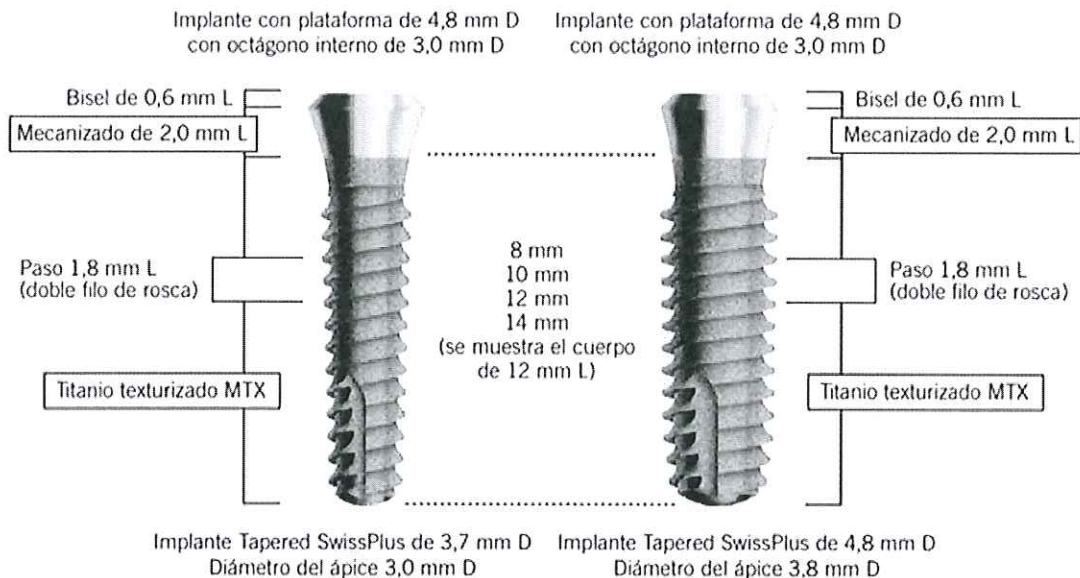 Implante con plataforma de 4,8 mm D
con octágono interno de 3,0 mm D
Implante con plataforma de 4,8 mm D
con octágono interno de 3,0 mm D
Bisel de 0,6 mm L
Mecanizado de 2,0 mm L
Paso 1,8 mm L
(doble filo de rosca)
Titanio texturizado MTX
8 mm
10 mm
12 mm
14 mm
(se muestra el cuerpo
de 12 mm L)
Bisel de 0,6 mm L
Mecanizado de 2,0 mm L
Paso 1,8 mm L
(doble filo de rosca)
Titanio texturizado MTX
Implante Tapered SwissPlus de 3,7 mm D
Diámetro del ápice 3,0 mm D
Implante Tapered SwissPlus de 4,8 mm D
Diámetro del ápice 3,8 mm D